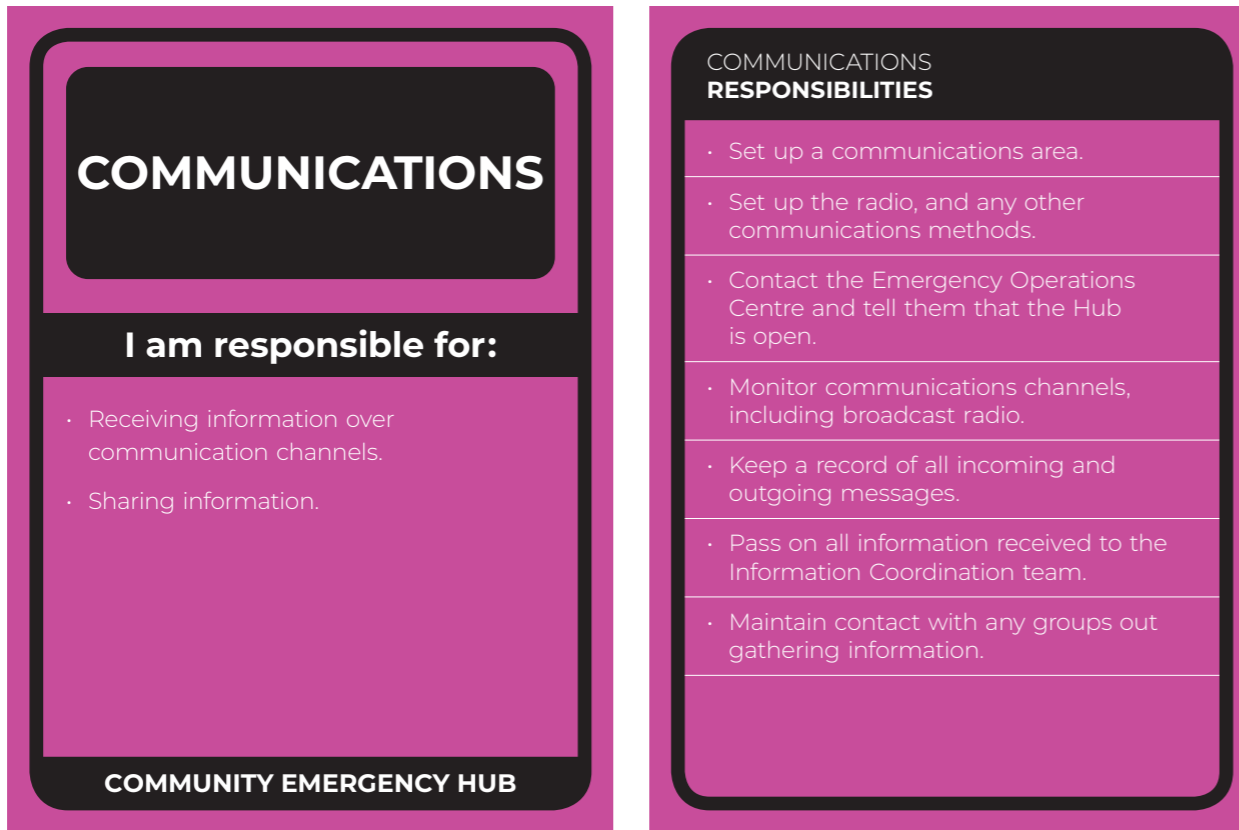 COMMUNICATIONS
I am responsible for:
· Receiving information over
communication channels.
· Sharing information.
COMMUNITY EMERGENCY HUB
COMMUNICATIONS
RESPONSIBILITIES
· Set up a communications area.
· Set up the radio, and any other
communications methods.
· Contact the Emergency Operations
Centre and tell them that the Hub
is open.
· Monitor communications channels,
including broadcast radio.
· Keep a record of all incoming and
outgoing messages.
· Pass on all information received to the
Information Coordination team.
· Maintain contact with any groups out
gathering information.